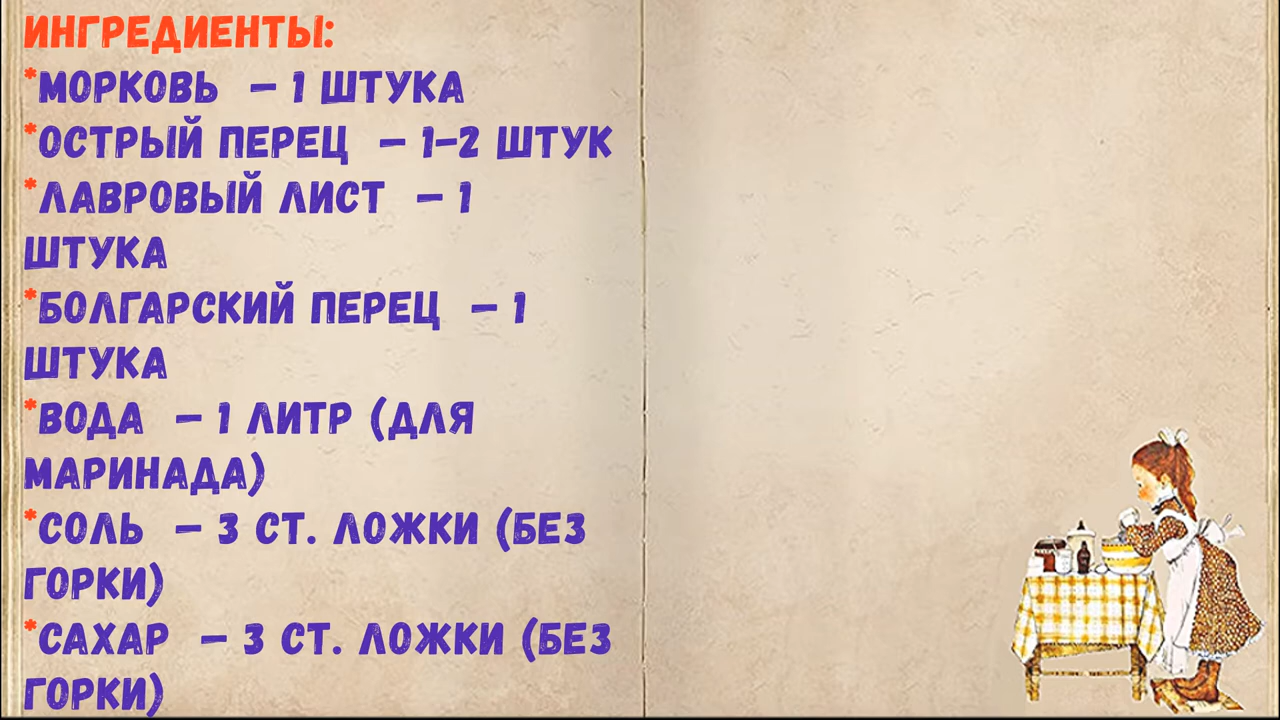 ИНГРЕДИЕНТЫ:
*МОРКОВЬ – 1 ШТУКА
*ОСТРЫЙ ПЕРЕЦ – 1-2 ШТУК
*ЛАВРОВЫЙ ЛИСТ – 1
ШТУКА
*БОЛГАРСКИЙ ПЕРЕЦ – 1
ШТУКА
*ВОДА – 1 ЛИТР (ДЛЯ
МАРИНАДА)
*СОЛЬ – 3 СТ. ЛОЖКИ (БЕЗ
ГОРКИ)
*САХАР – 3 СТ. ЛОЖКИ (БЕЗ
ГОРКИ)